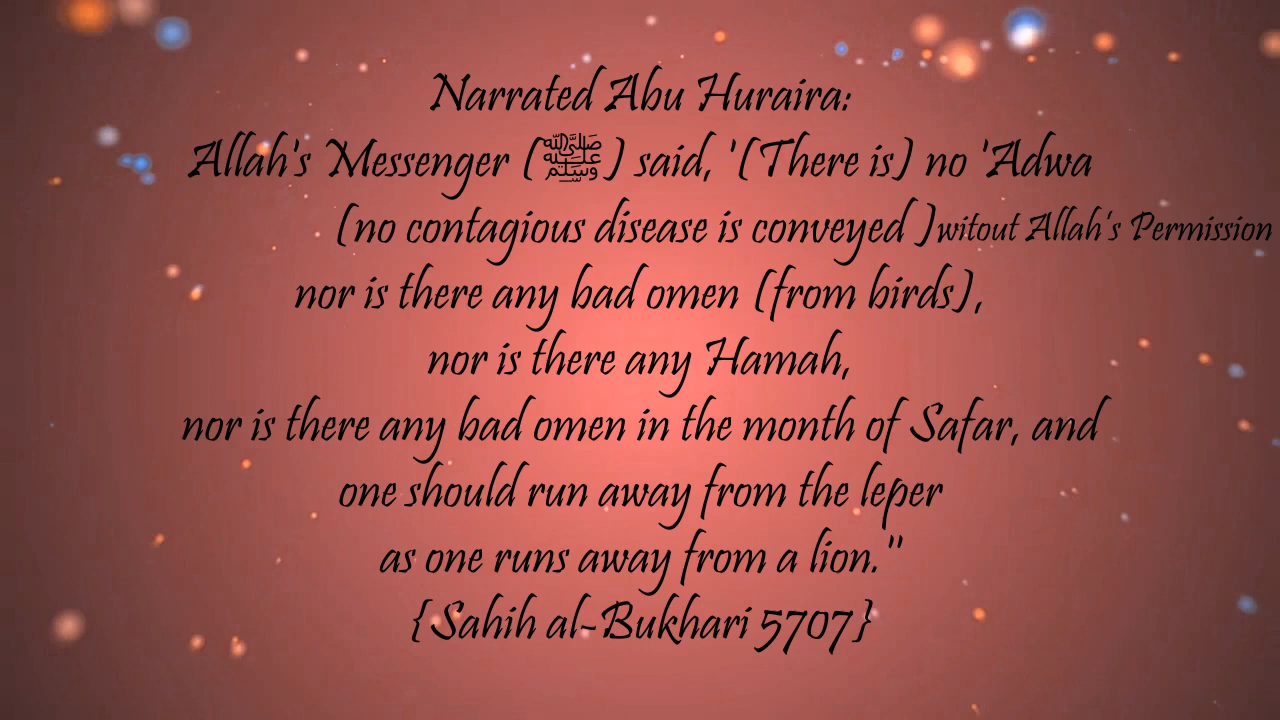 Narrated Abu Huraira:
Allah's Messenger (ﷺ) said, '(There is) no 'Adwa
(no contagious disease is conveyed )witout Allah's Permission
nor is there any bad omen (from birds),
nor is there any Hamah,
nor is there any bad omen in the month of Safar, and
one should run away from the leper
as one runs away from a lion."
{Sahih al-Bukhari 5707}